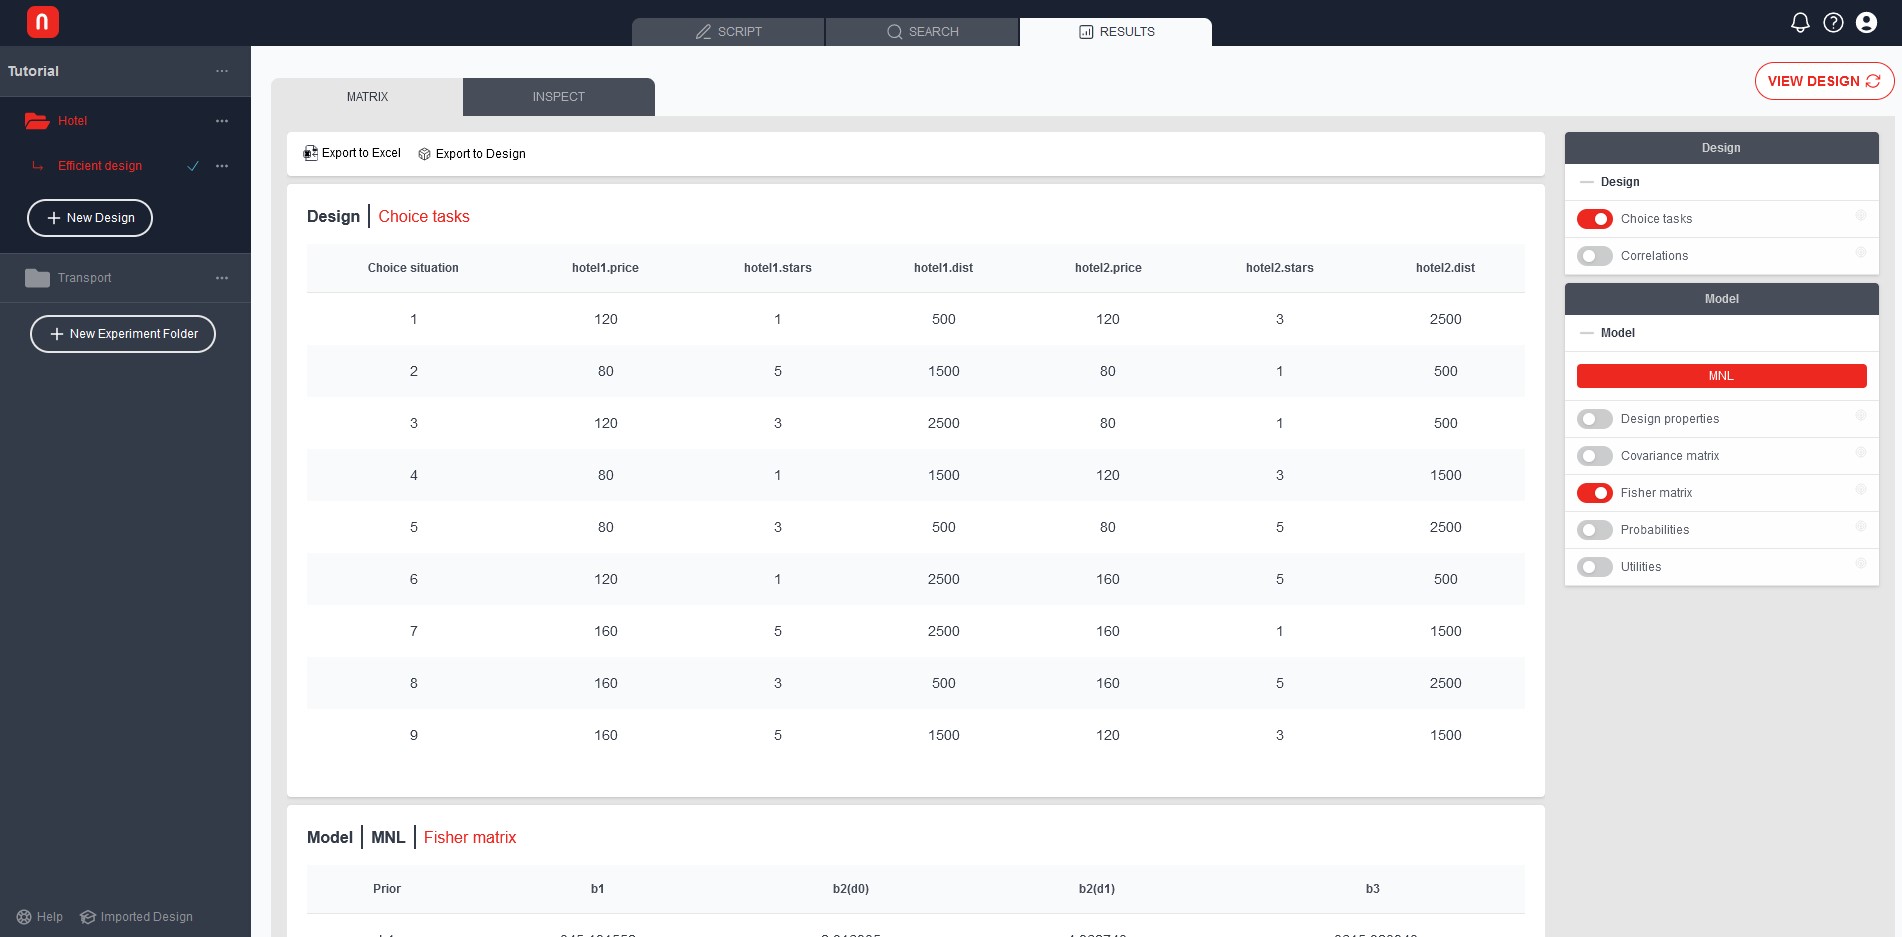 SCRIPT
SEARCH
RESULTS
Tutorial
Hotel
Efficient design
New Design
Transport
New Experiment Folder
Help
Imported Design
MATRIX
INSPECT
VIEW DESIGN
Export to Excel
Export to Design
Design | Choice tasks
Choice situation hotel1.price hotel1.stars hotel1.dist hotel2.price hotel2.stars hotel2.dist
1 120 1 500 120 3 2500
2 80 5 1500 80 1 500
3 120 3 2500 80 1 500
4 80 1 1500 120 3 1500
5 80 3 500 80 5 2500
6 120 1 2500 160 5 500
7 160 5 2500 160 1 1500
8 160 3 500 160 5 2500
9 160 5 1500 120 3 1500
Model | MNL | Fisher matrix
Prior b1 b2(d0) b2(d1) b3
Design
Design
Choice tasks
Correlations
Model
Model
MNL
Design properties
Covariance matrix
Fisher matrix
Probabilities
Utilities